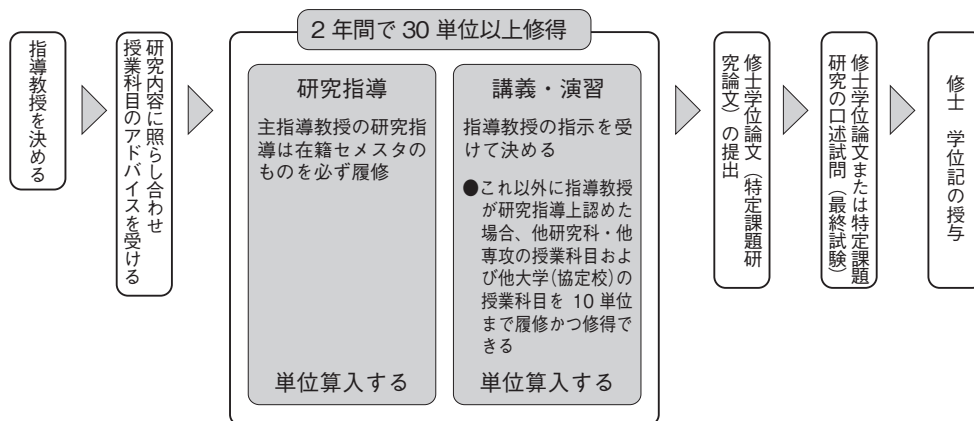 指導教授を決める
研究内容に照らし合わせ
授業科目のアドバイスを受ける
2 年間で 30 単位以上修得
研究指導
主指導教授の研究指
導は在籍セメスタの
ものを必ず履修
単位算入する
講義・演習
指導教授の指示を受
けて決める
●これ以外に指導教授
が研究指導上認めた
場合、他研究科・他
専攻の授業科目およ
び他大学(協定校)の
授業科目を 10 単位
まで履修かつ修得で
きる
単位算入する
修士学位論文（特定課題研
究論文）の提出
修士学位論文または特定課題
研究の口述試問（最終試験）
修士 学位記の授与